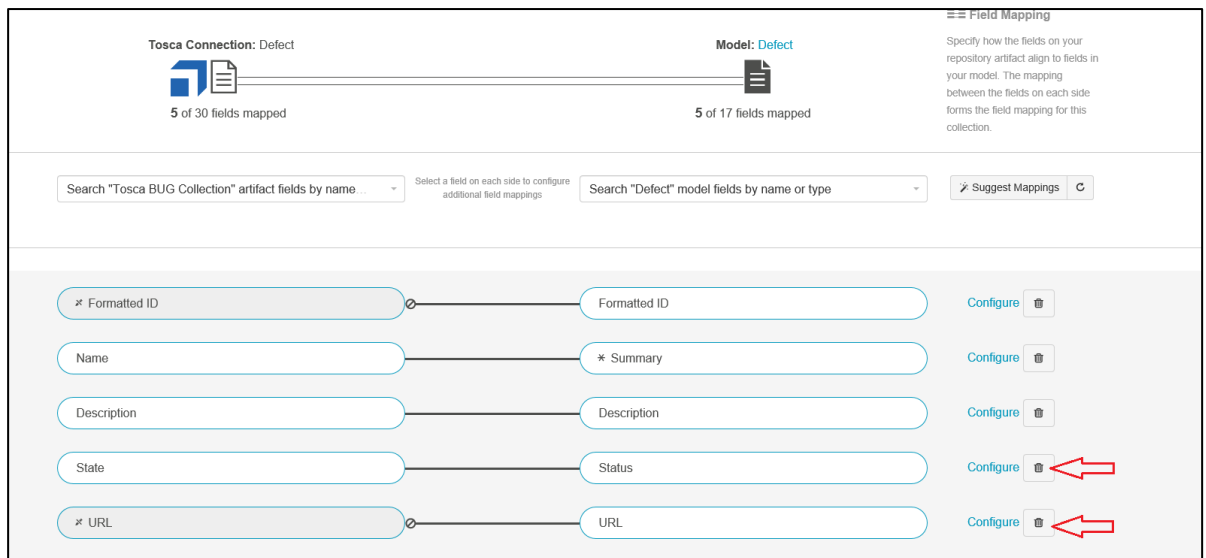 Field Mapping
Specify how the fields on your
repository artifact align to fields in
your model. The mapping
between the fields on each side
forms the field mapping for this
collection.
Tosca Connection: Defect
Model: Defect
5 of 30 fields mapped
5 of 17 fields mapped
Search "Tosca BUG Collection" artifact fields by name...
Select a field on each side to configure
additional field mappings
Search "Defect" model fields by name or type
Suggest Mappings
Formatted ID
Formatted ID
Configure
Name
* Summary
Configure
Description
Description
Configure
State
Status
Configure
URL
URL
Configure